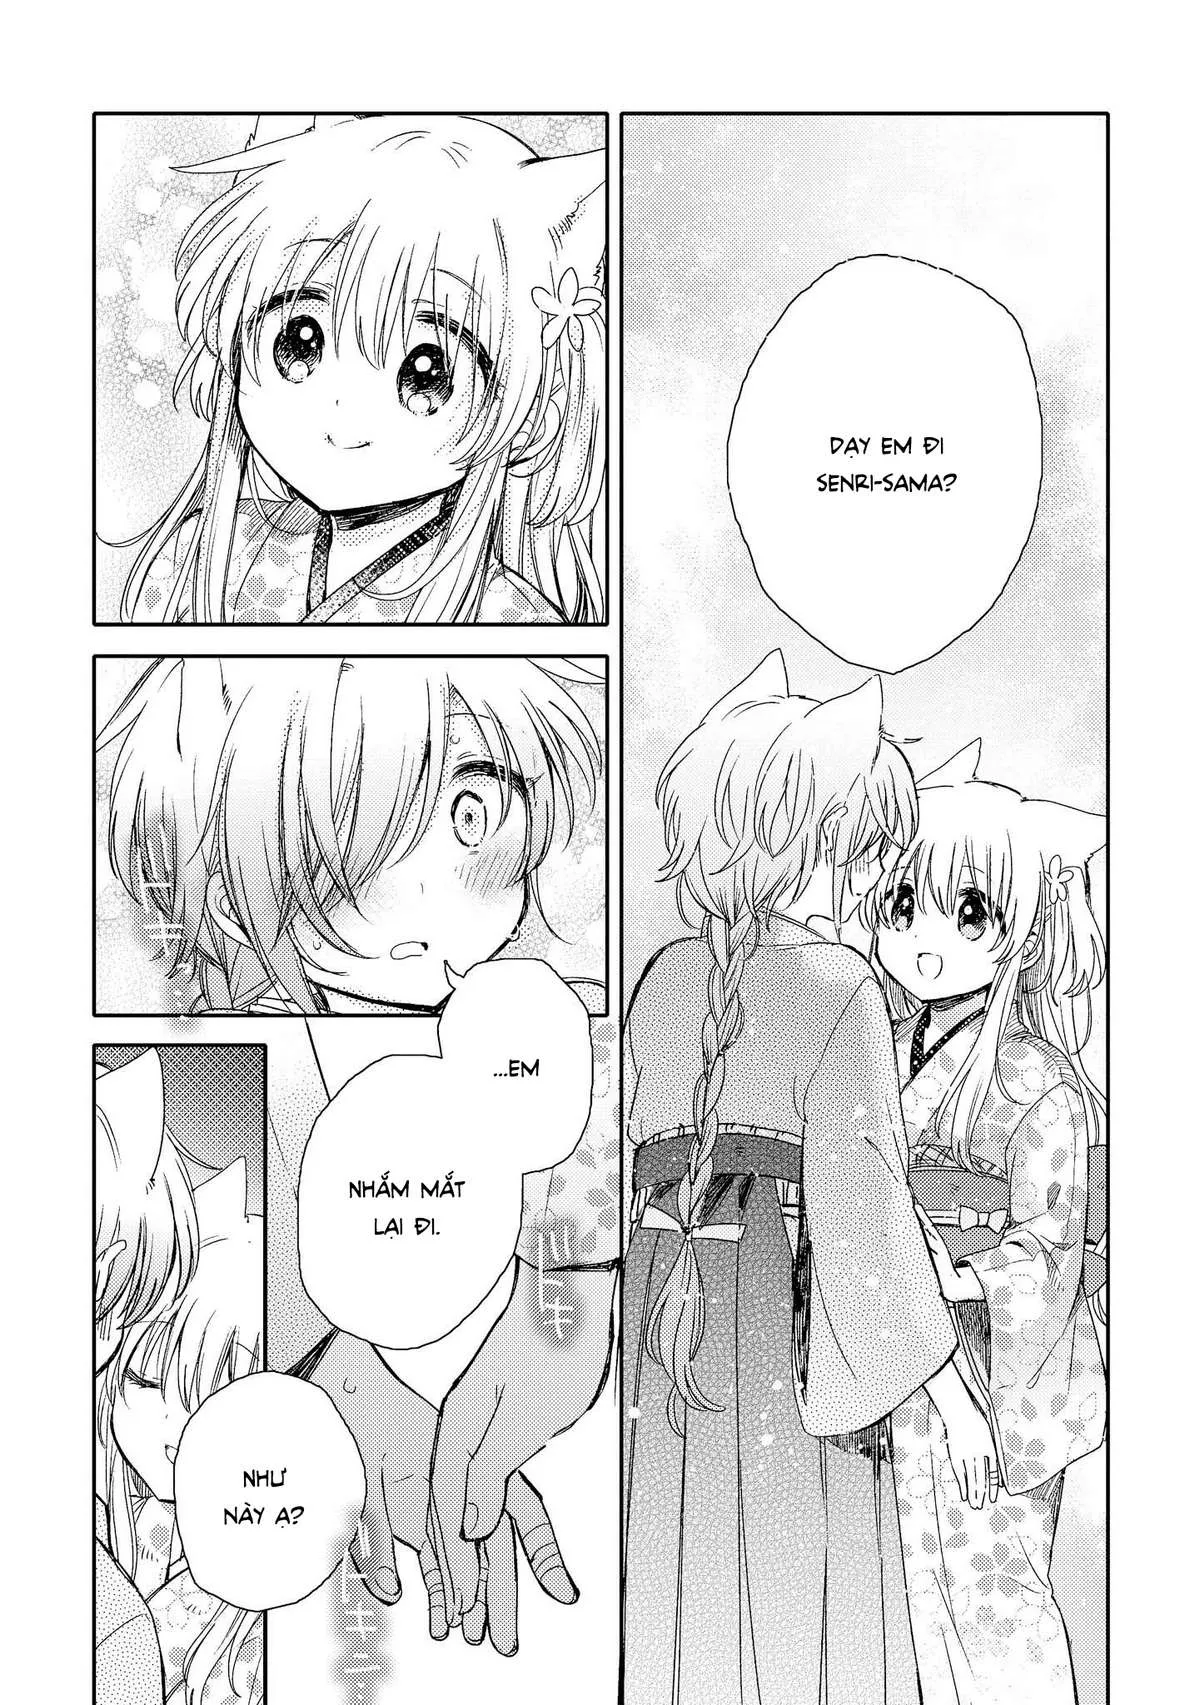 DẠY EM ĐI
SENRI-SAMA?
...EM
NHẮM MẮT
LẠI ĐI.
NHƯ
NÀY Ạ?